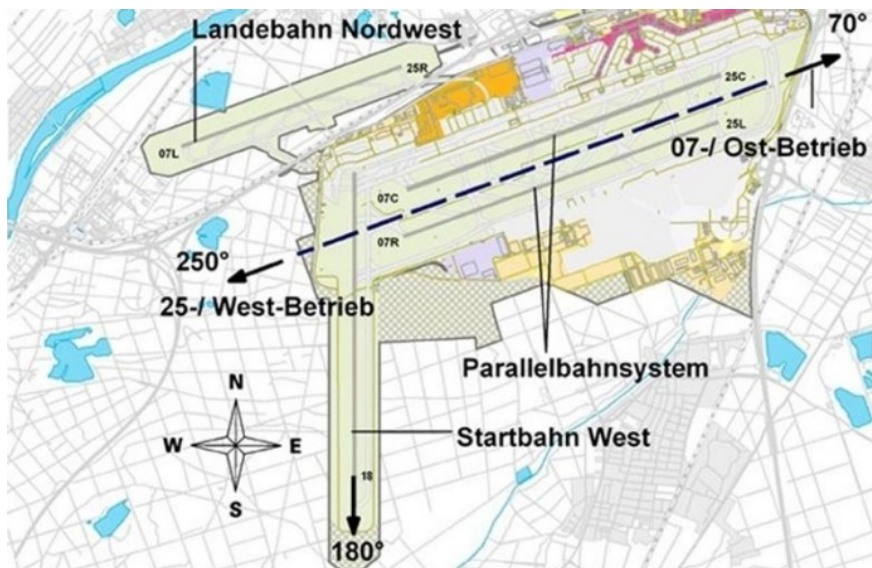 Landebahn Nordwest
70°
25R
25C
07L
25L
07-/ Ost-Betrieb
07C
07R
250°
25-/ West-Betrieb
Parallelbahnsystem
N
W
E
S
Startbahn West
18
180°